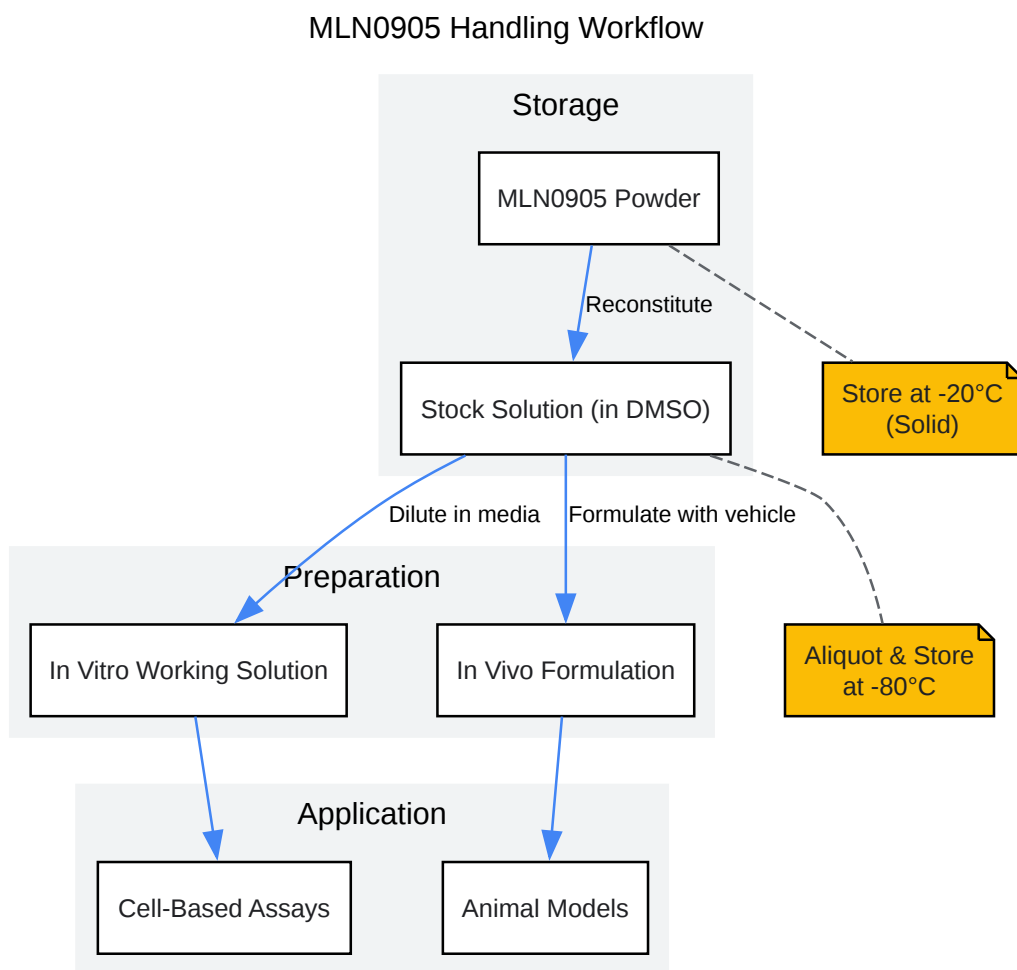 MLN0905 Handling Workflow
Storage
MLN0905 Powder
Reconstitute
Store at -20°C
(Solid)
Stock Solution (in DMSO)
Dilute in media
Formulate with vehicle
Preparation
In Vitro Working Solution
In Vivo Formulation
Aliquot & Store
at -80°C
Application
Cell-Based Assays
Animal Models